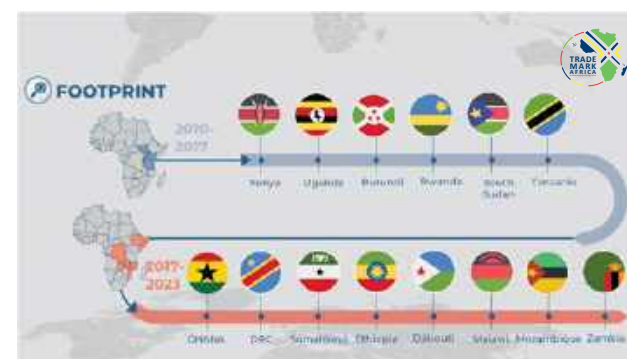 TRADE
MARK
AFRICA
FOOTPRINT
2010-
2017
Kenya Uganda Burundi Rwanda South Tanzania
Sudan
2017-
2023
Ghana DRC Somaliland Ethiopia Djibouti Malawi Mozambique Zambia